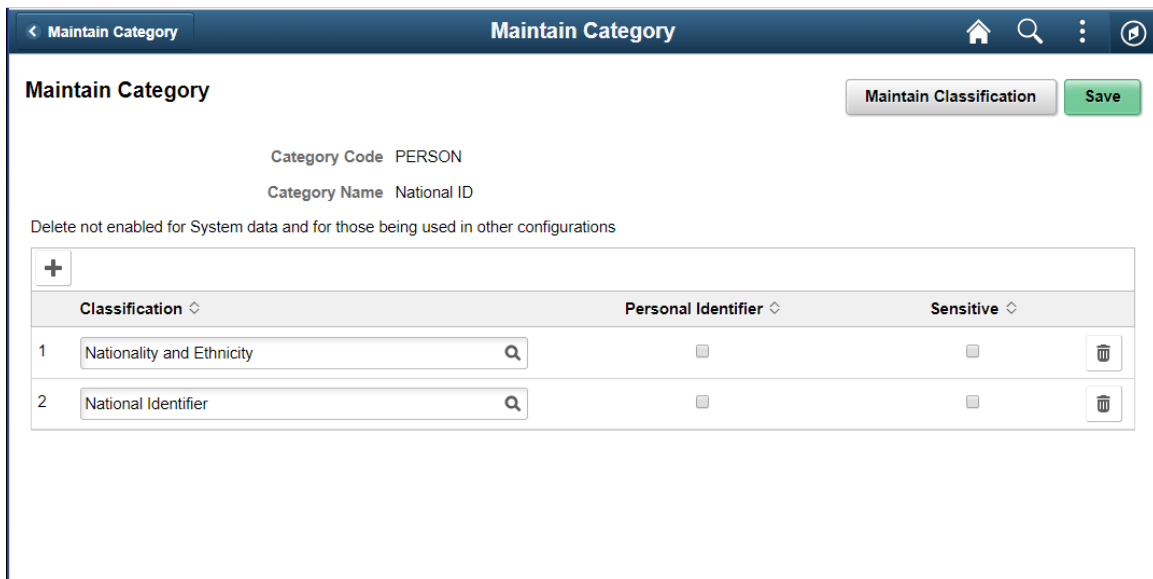 Maintain Category
Maintain Category
Maintain Category
Maintain Classification
Save
Category Code PERSON
Category Name National ID
Delete not enabled for System data and for those being used in other configurations
Classification Personal Identifier Sensitive
1 Nationality and Ethnicity
2 National Identifier